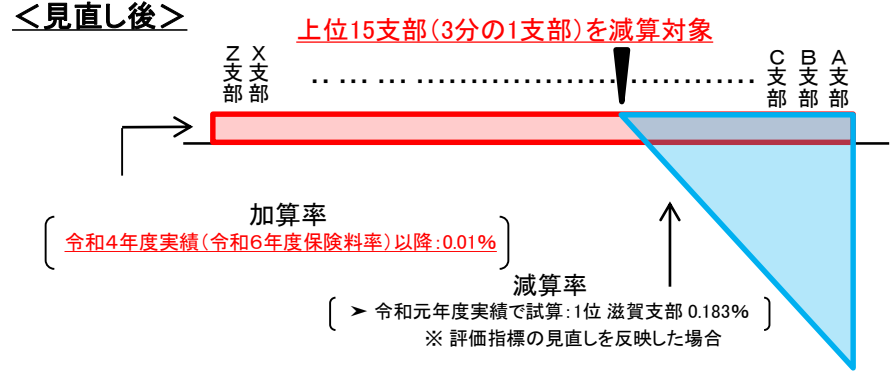 ＜見直し後＞
上位15支部(3分の1支部)を減算対象
Z支部 X支部 ‥ … … ‥‥‥‥‥‥‥‥‥‥‥‥‥‥‥‥ C支部 B支部 A支部
加算率
令和4年度実績(令和6年度保険料率)以降:0.01%
減算率
➤ 令和元年度実績で試算:1位 滋賀支部 0.183%
※ 評価指標の見直しを反映した場合